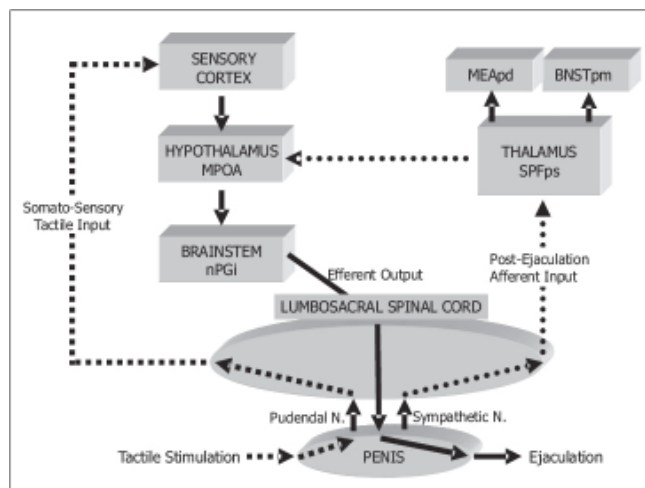 SENSORY
CORTEX
MEApd
BNSTpm
HYPOTHALAMUS
MPOA
THALAMUS
SPFps
Somato-Sensory
Tactile Input
BRAINSTEM
nPGi
Efferent Output
Post-Ejaculation
Afferent Input
LUMBOSACRAL SPINAL CORD
Pudendal N.
Sympathetic N.
Tactile Stimulation
PENIS
Ejaculation